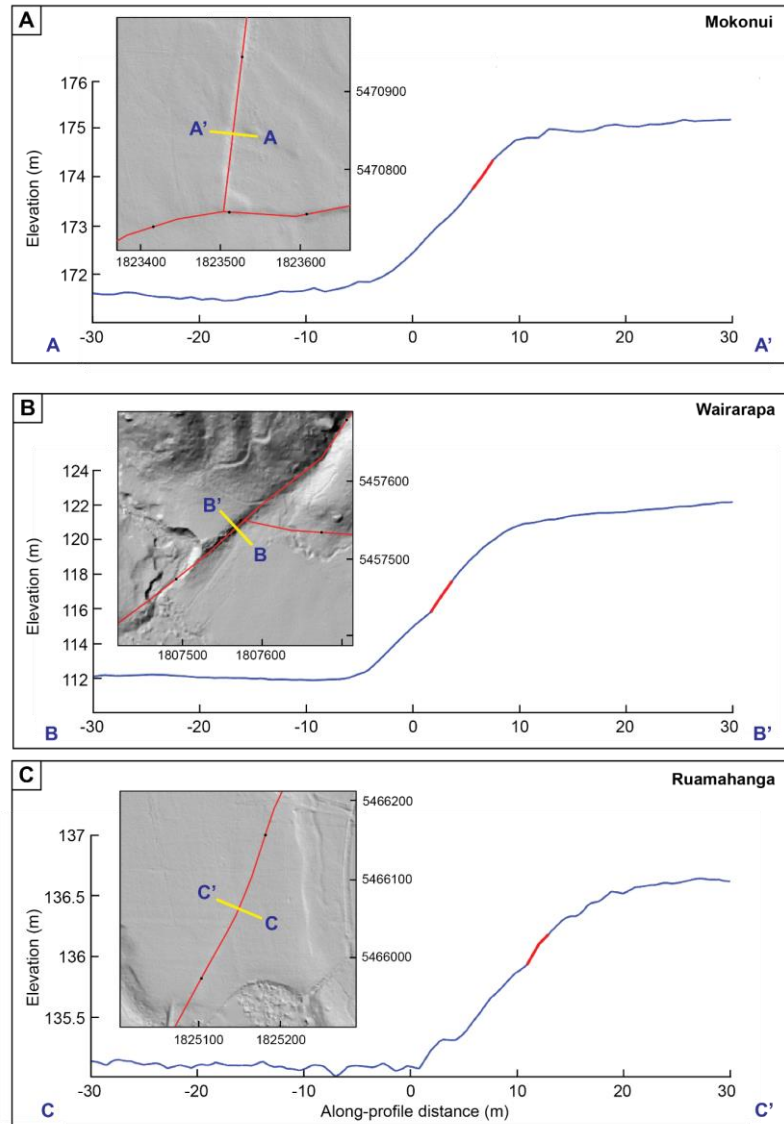 A
Mokonui
176
175
174
173
172
Elevation (m)
A'
A
5470900
5470800
1823400
1823500
1823600
-30
-20
-10
0
10
20
30
A
A'
B
Wairarapa
124
122
120
118
116
114
112
Elevation (m)
B'
B
5457600
5457500
1807500
1807600
-30
-20
-10
0
10
20
30
B
B'
C
Ruamahanga
137
136.5
136
135.5
Elevation (m)
C'
C
5466200
5466100
5466000
1825100
1825200
-30
-20
-10
0
10
20
30
C
Along-profile distance (m)
C'